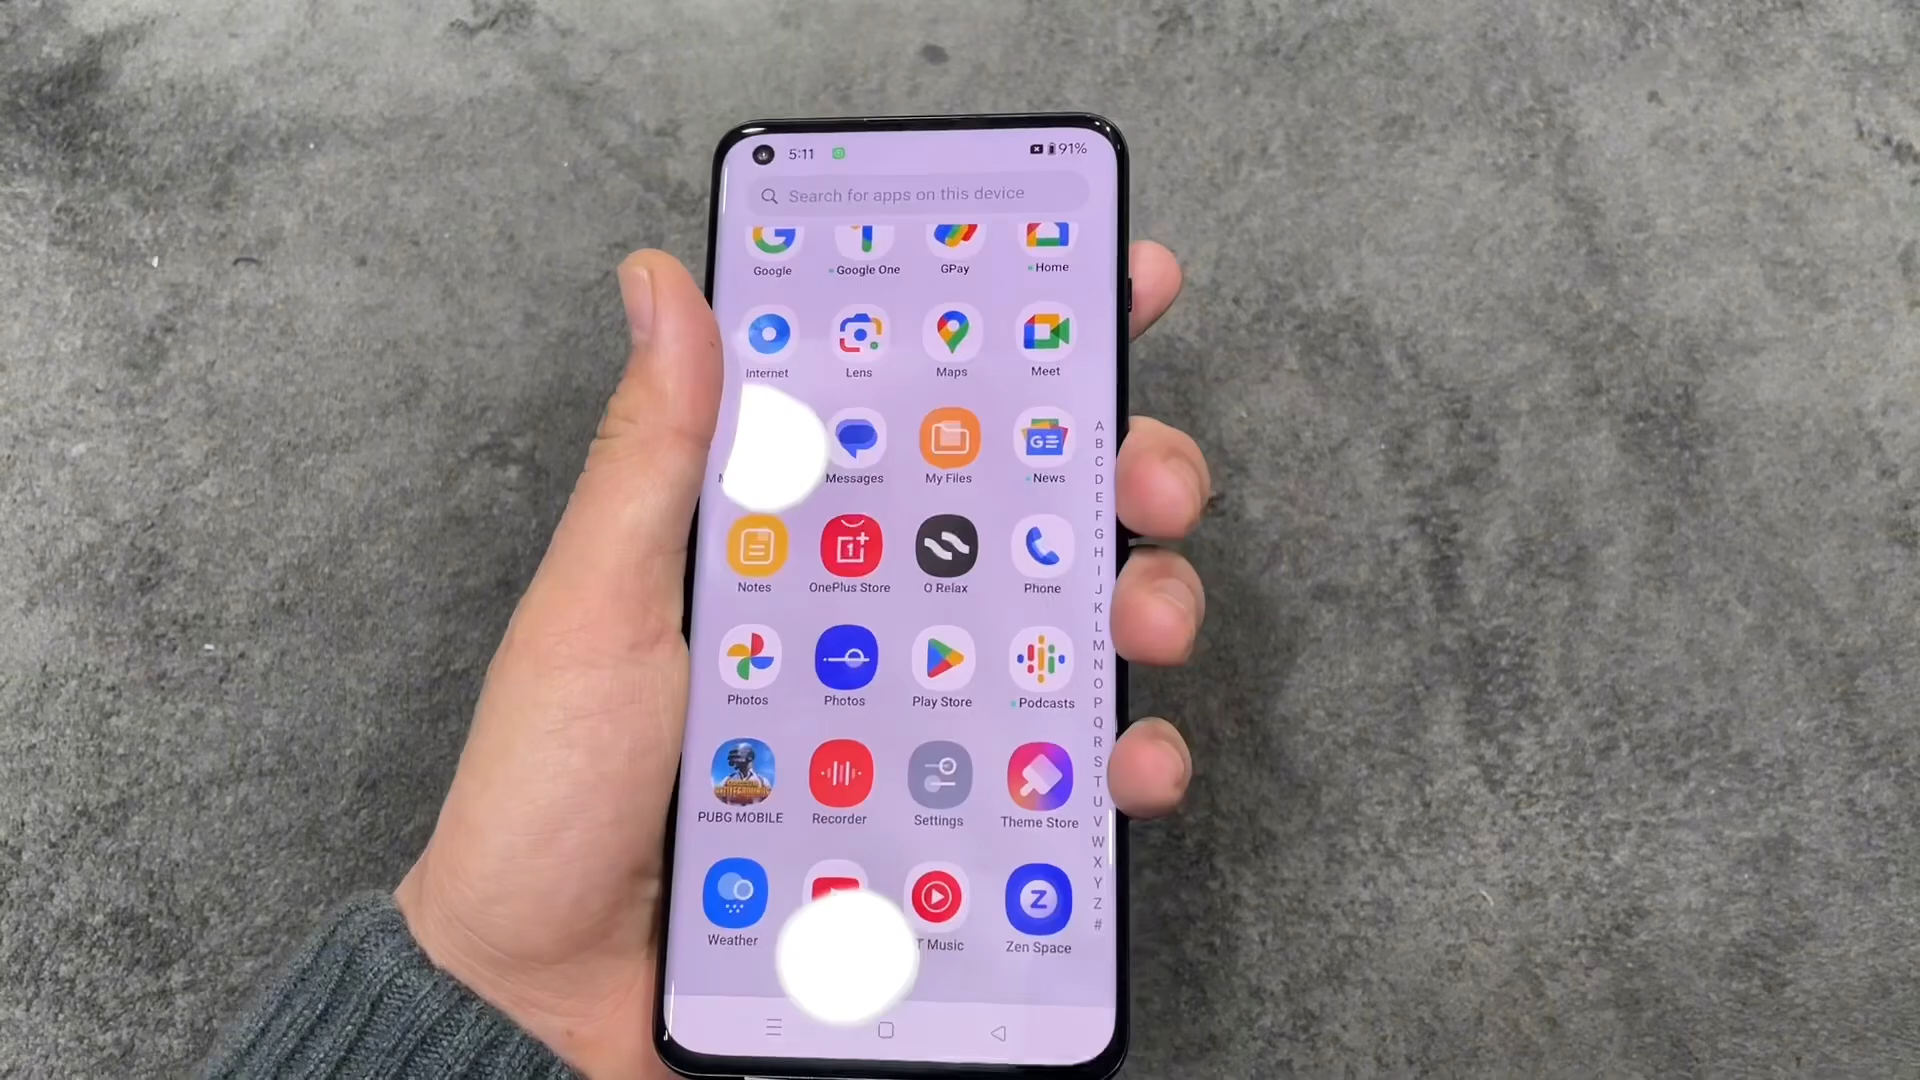 5:11 91%
Search for apps on this device
Google Google One GPay Home
Internet Lens Maps Meet
Messages My Files News
Notes OnePlus Store O Relax Phone
Photos Photos Play Store Podcasts
PUBG MOBILE Recorder Settings Theme Store
Weather T Music Zen Space
A
B
C
D
E
F
G
H
I
J
K
L
M
N
O
P
Q
R
S
T
U
V
W
X
Y
Z
#